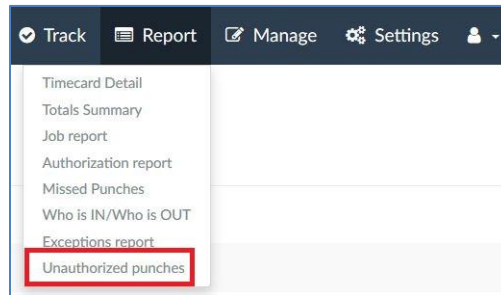 Track Report Manage Settings
Timecard Detail
Totals Summary
Job report
Authorization report
Missed Punches
Who is IN/Who is OUT
Exceptions report
Unauthorized punches